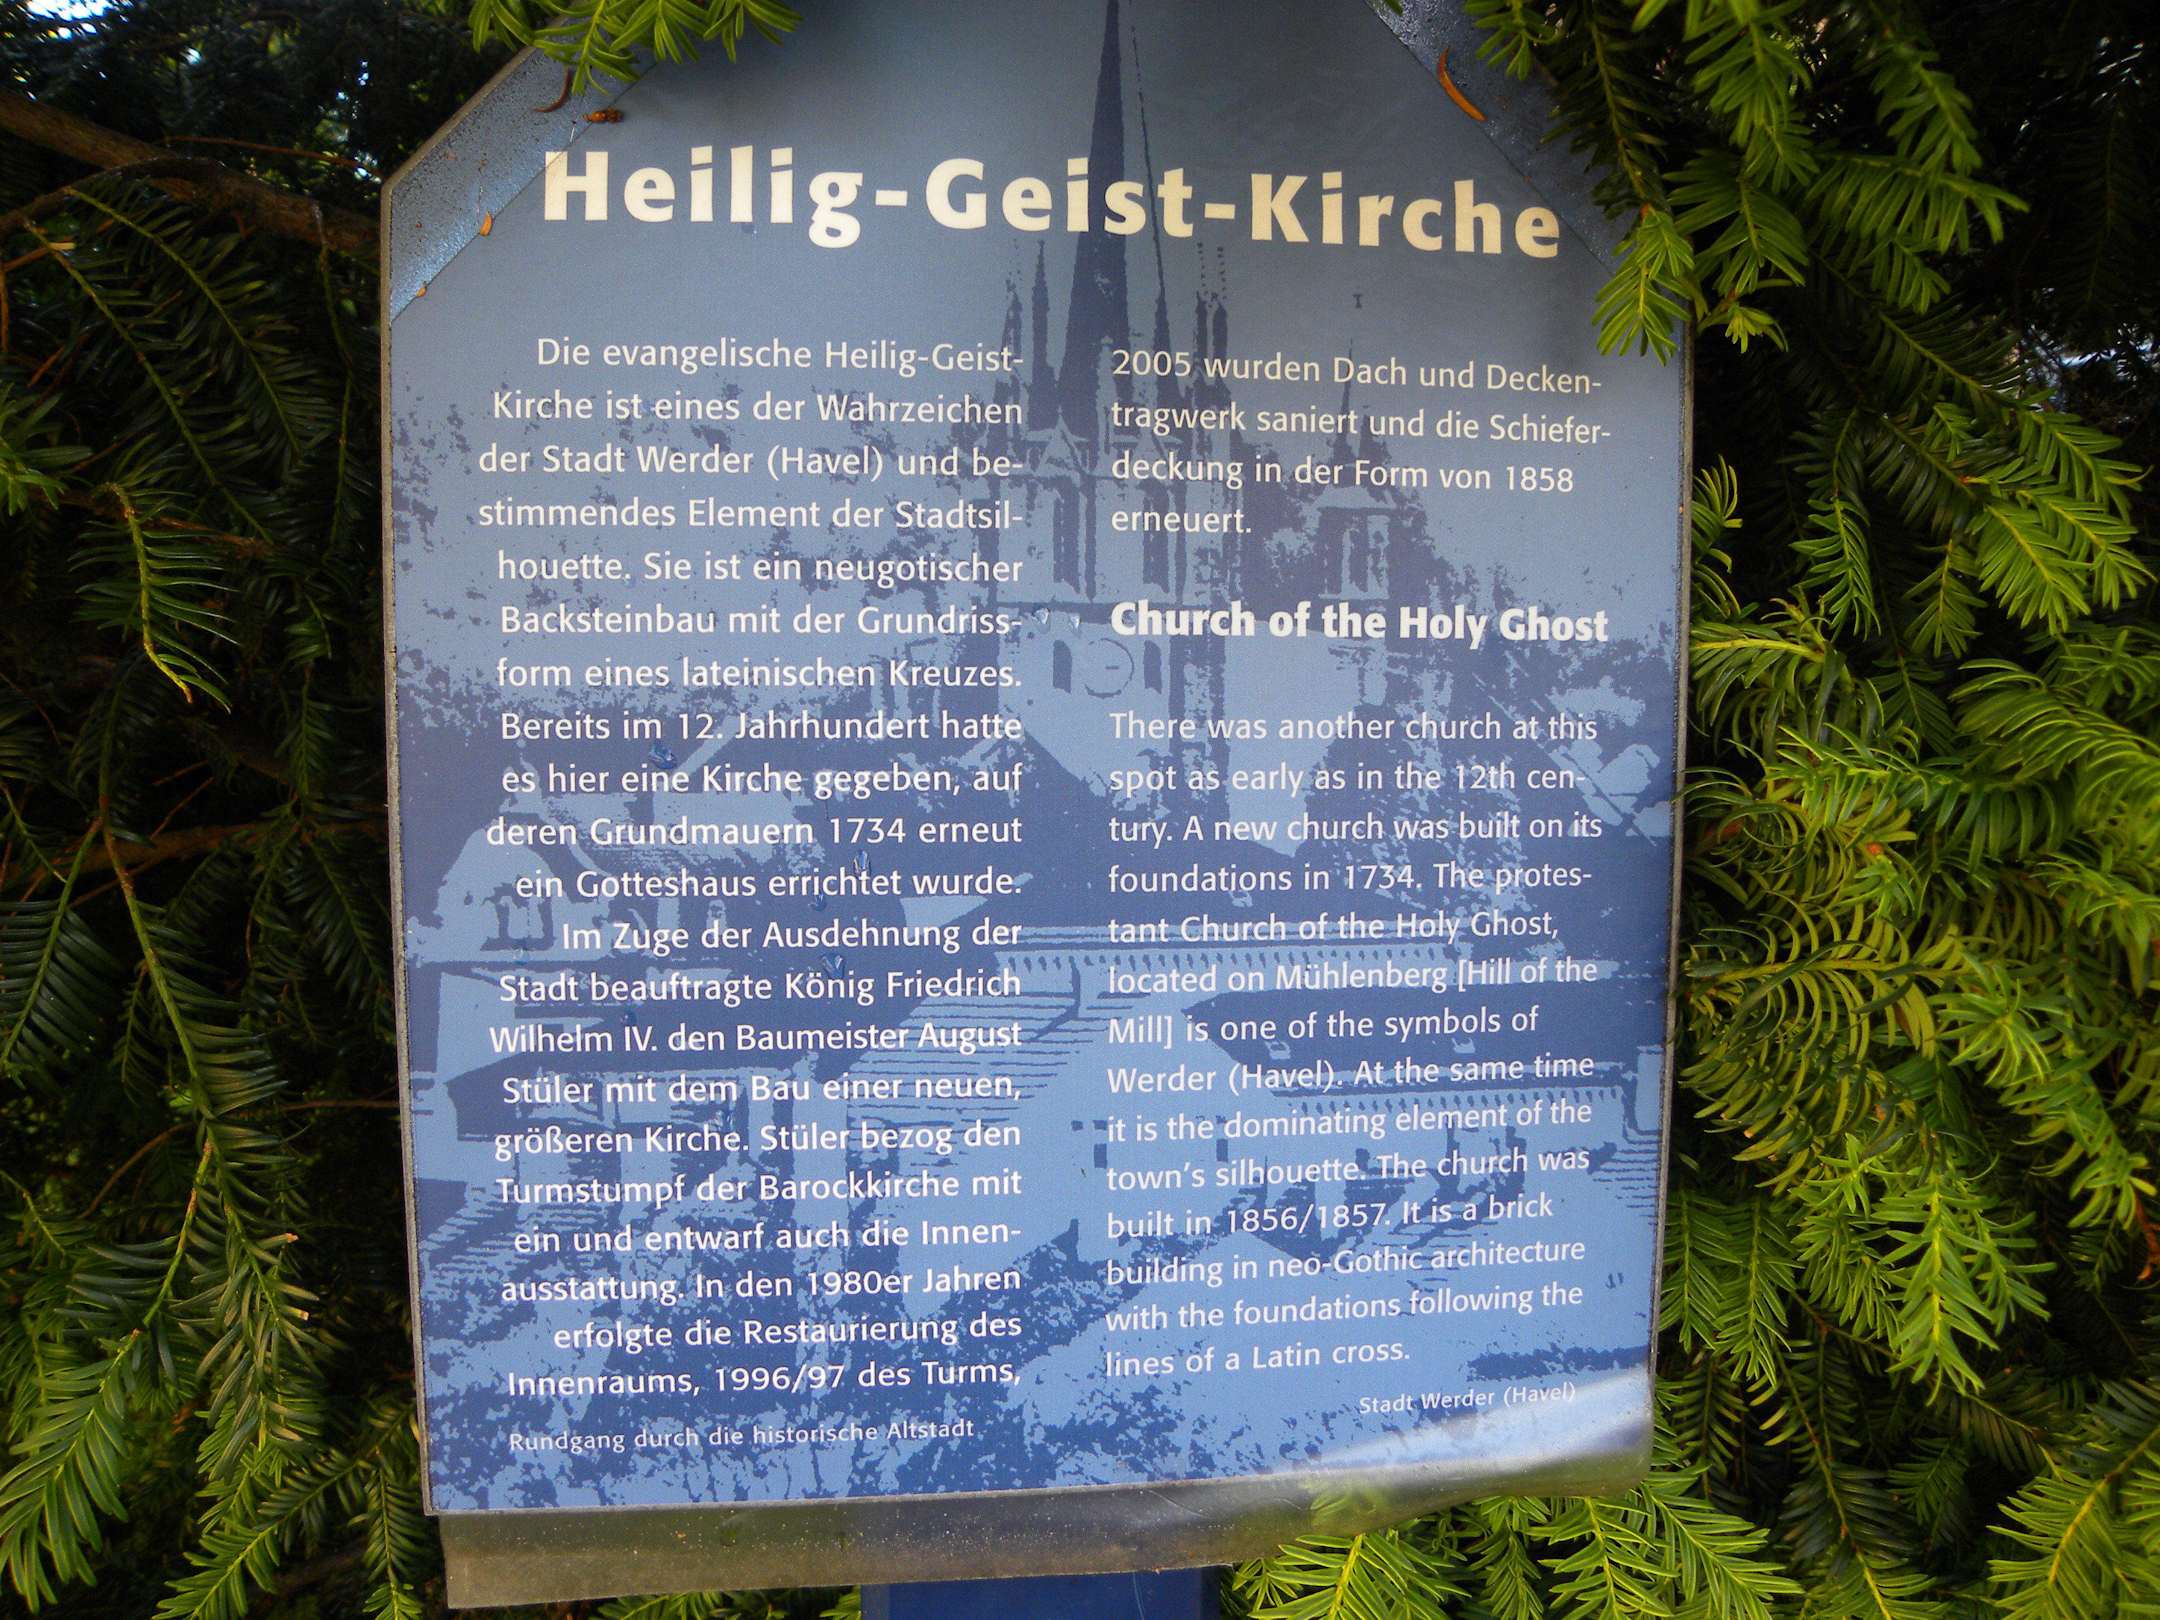 Heilig-Geist-Kirche
Die evangelische Heilig-Geist-
Kirche ist eines der Wahrzeichen
der Stadt Werder (Havel) und be-
stimmendes Element der Stadtsil-
houette. Sie ist ein neugotischer
Backsteinbau mit der Grundriss-
form eines lateinischen Kreuzes.
Bereits im 12. Jahrhundert hatte
es hier eine Kirche gegeben, auf
deren Grundmauern 1734 erneut
ein Gotteshaus errichtet wurde.
Im Zuge der Ausdehnung der
Stadt beauftragte König Friedrich
Wilhelm IV. den Baumeister August
Stüler mit dem Bau einer neuen,
größeren Kirche. Stüler bezog den
Turmstumpf der Barockkirche mit
ein und entwarf auch die Innen-
ausstattung. In den 1980er Jahren
erfolgte die Restaurierung des
Innenraums, 1996/97 des Turms,
2005 wurden Dach und Decken-
tragwerk saniert und die Schiefer-
deckung in der Form von 1858
erneuert.
Church of the Holy Ghost
There was another church at this
spot as early as in the 12th cen-
tury. A new church was built on its
foundations in 1734. The protes-
tant Church of the Holy Ghost,
located on Mühlenberg [Hill of the
Mill] is one of the symbols of
Werder (Havel). At the same time
it is the dominating element of the
town's silhouette. The church was
built in 1856/1857. It is a brick
building in neo-Gothic architecture
with the foundations following the
lines of a Latin cross.
Rundgang durch die historische Altstadt
Stadt Werder (Havel)